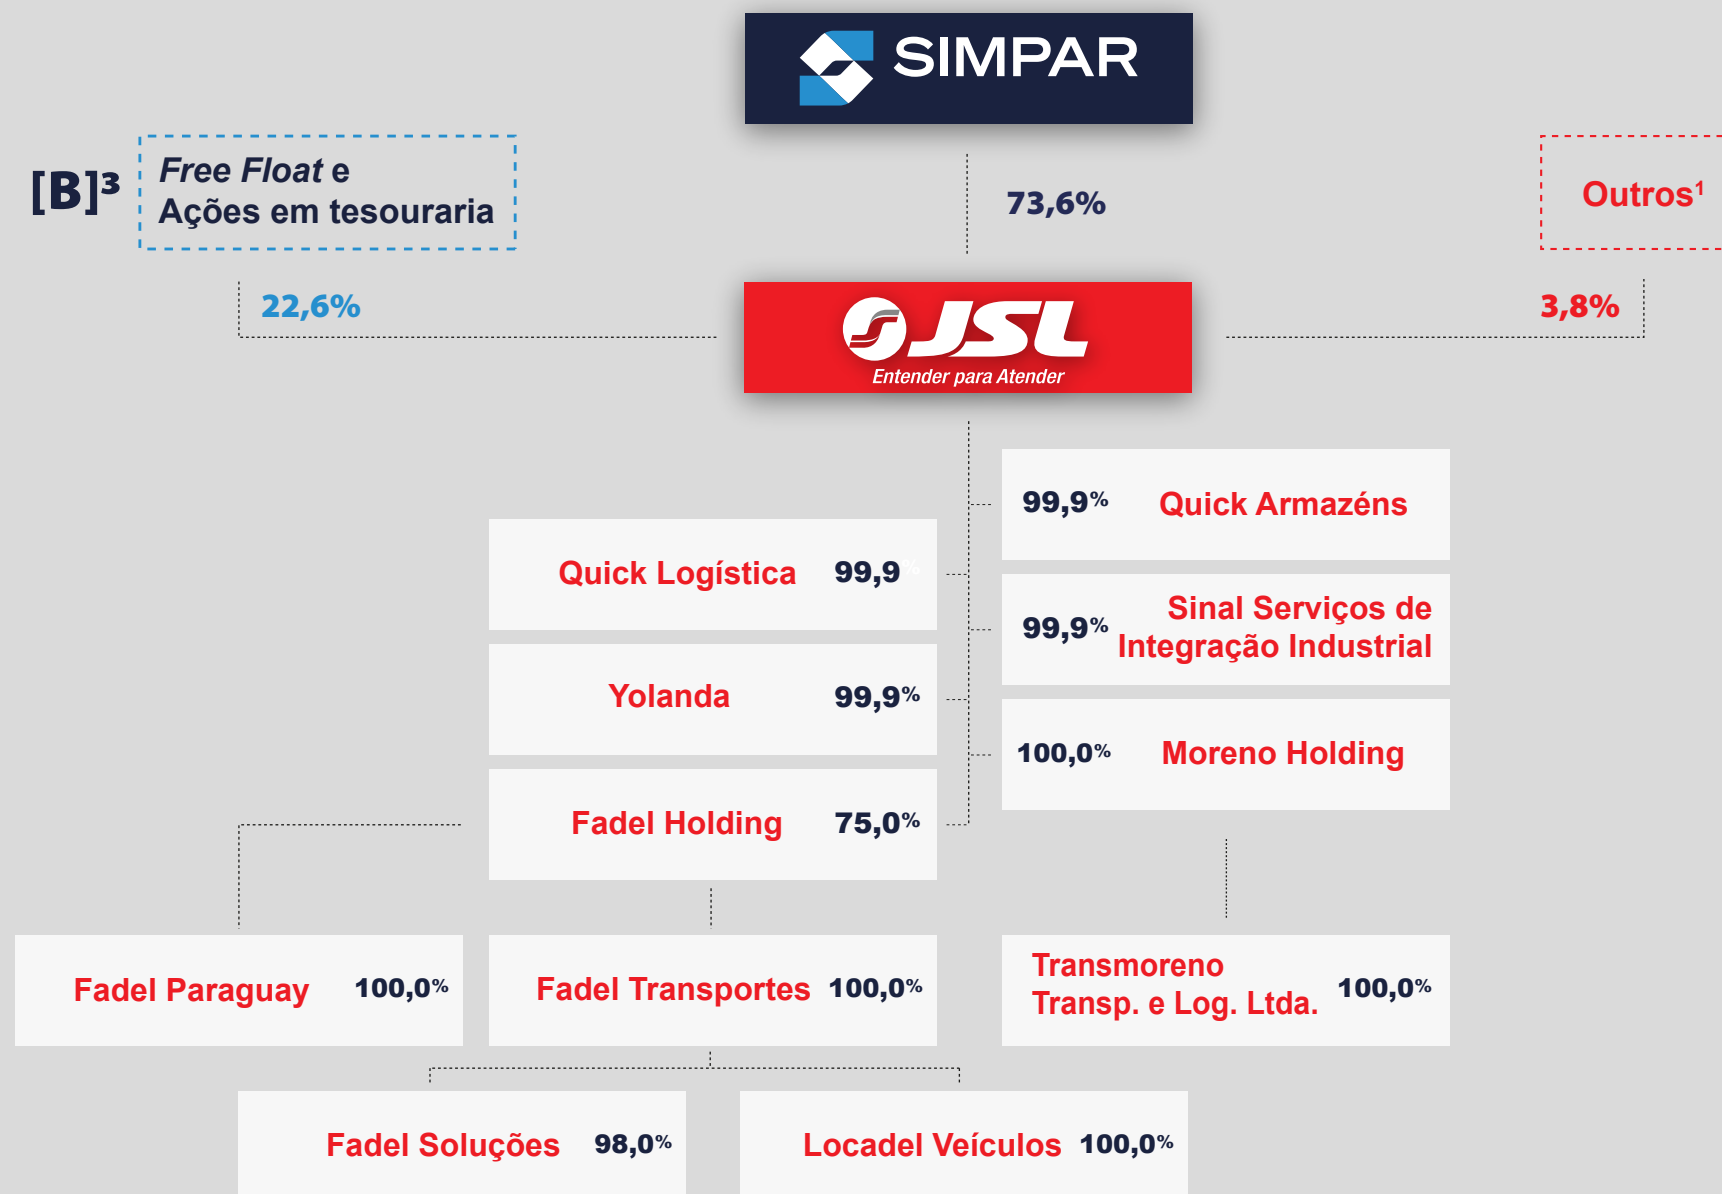 SIMPAR
[B]³
Free Float e
Ações em tesouraria
73,6%
Outros¹
22,6%
3,8%
JSL
Entender para Atender
99,9% Quick Armazéns
Quick Logística 99,9%
99,9% Sinal Serviços de
Integração Industrial
Yolanda 99,9%
100,0% Moreno Holding
Fadel Holding 75,0%
Fadel Paraguay 100,0%
Fadel Transportes 100,0%
Transmoreno
Transp. e Log. Ltda. 100,0%
Fadel Soluções 98,0%
Locadel Veículos 100,0%